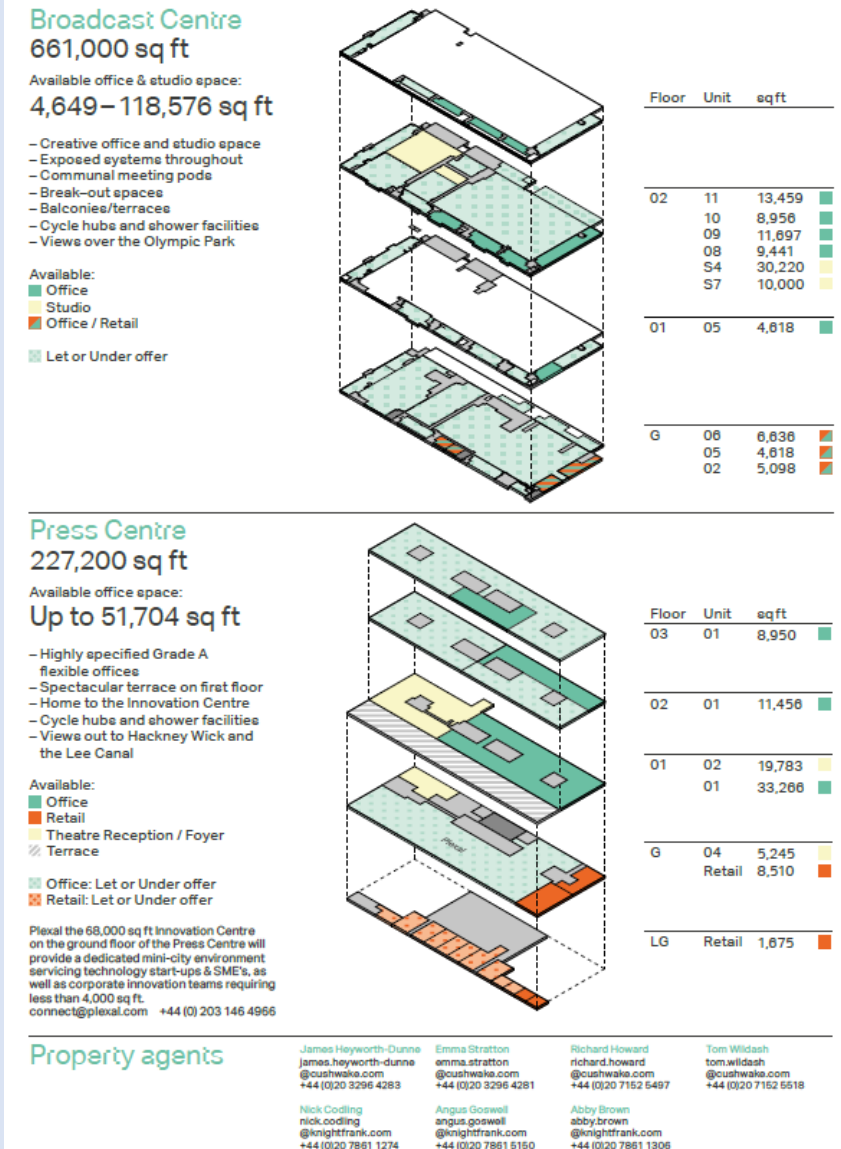 Broadcast Centre
661,000 sq ft
Available office & studio space:
4,649–118,576 sq ft
– Creative office and studio space
– Exposed systems throughout
– Communal meeting pods
– Break–out spaces
– Balconies/terraces
– Cycle hubs and shower facilities
– Views over the Olympic Park
Available:
Office
Studio
Office / Retail
Let or Under offer
Floor Unit sq ft
02 11 13,459
10 8,956
09 11,697
08 9,441
S4 30,220
S7 10,000
01 05 4,618
G 06 6,636
05 4,618
02 5,098
Press Centre
227,200 sq ft
Available office space:
Up to 51,704 sq ft
– Highly specified Grade A
flexible offices
– Spectacular terrace on first floor
– Home to the Innovation Centre
– Cycle hubs and shower facilities
– Views out to Hackney Wick and
the Lee Canal
Available:
Office
Retail
Theatre Reception / Foyer
Terrace
Office: Let or Under offer
Retail: Let or Under offer
Plexal the 68,000 sq ft Innovation Centre
on the ground floor of the Press Centre will
provide a dedicated mini-city environment
servicing technology start-ups & SME's, as
well as corporate innovation teams requiring
less than 4,000 sq ft.
connect@plexal.com +44 (0) 203 146 4966
Plexal
Floor Unit sq ft
03 01 8,950
02 01 11,456
01 02 19,783
01 33,266
G 04 5,245
Retail 8,510
LG Retail 1,675
Property agents
James Heyworth-Dunne
james.heyworth-dunne
@cushwake.com
+44 (0)20 3296 4283
Emma Stratton
emma.stratton
@cushwake.com
+44 (0)20 3296 4281
Richard Howard
richard.howard
@cushwake.com
+44 (0)20 7152 5497
Tom Wildash
tom.wildash
@cushwake.com
+44 (0)20 7152 5518
Nick Codling
nick.codling
@knightfrank.com
+44 (0)20 7861 1274
Angus Goswell
angus.goswell
@knightfrank.com
+44 (0)20 7861 5150
Abby Brown
abby.brown
@knightfrank.com
+44 (0)20 7861 1306